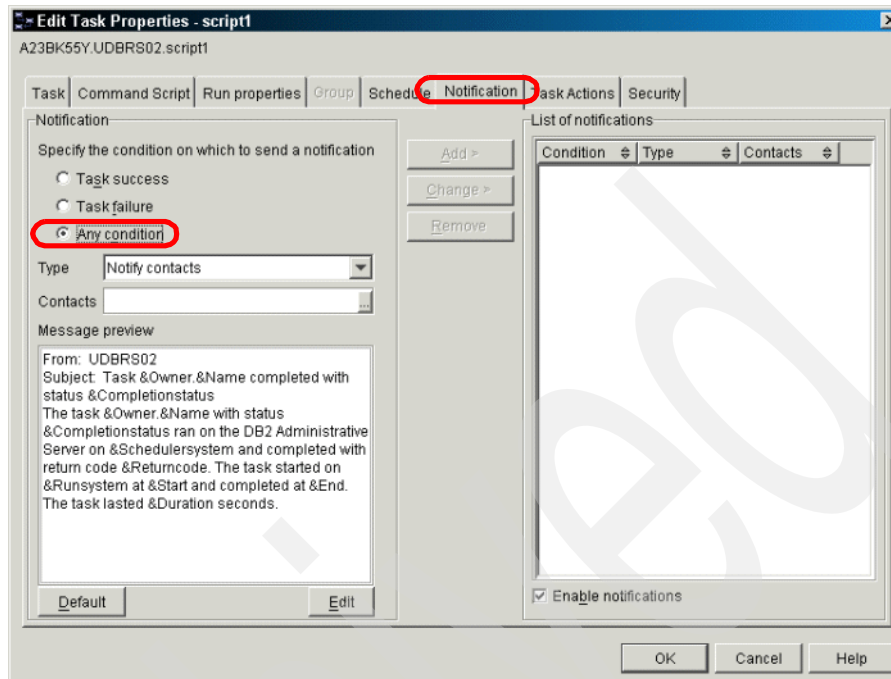 Edit Task Properties - script1
A23BK55Y.UDBRS02.script1
Task Command Script Run properties Group Schedule Notification Task Actions Security
Notification
Specify the condition on which to send a notification
Task success
Task failure
Any condition
Type Notify contacts
Contacts ...
Message preview
From: UDBRS02
Subject: Task &Owner.&Name completed with
status &Completionstatus
The task &Owner.&Name with status
&Completionstatus ran on the DB2 Administrative
Server on &Schedulersystem and completed with
return code &Returncode. The task started on
&Runsystem at &Start and completed at &End.
The task lasted &Duration seconds.
Default Edit
Add >
Change >
Remove
List of notifications
Condition Type Contacts
Enable notifications
OK Cancel Help